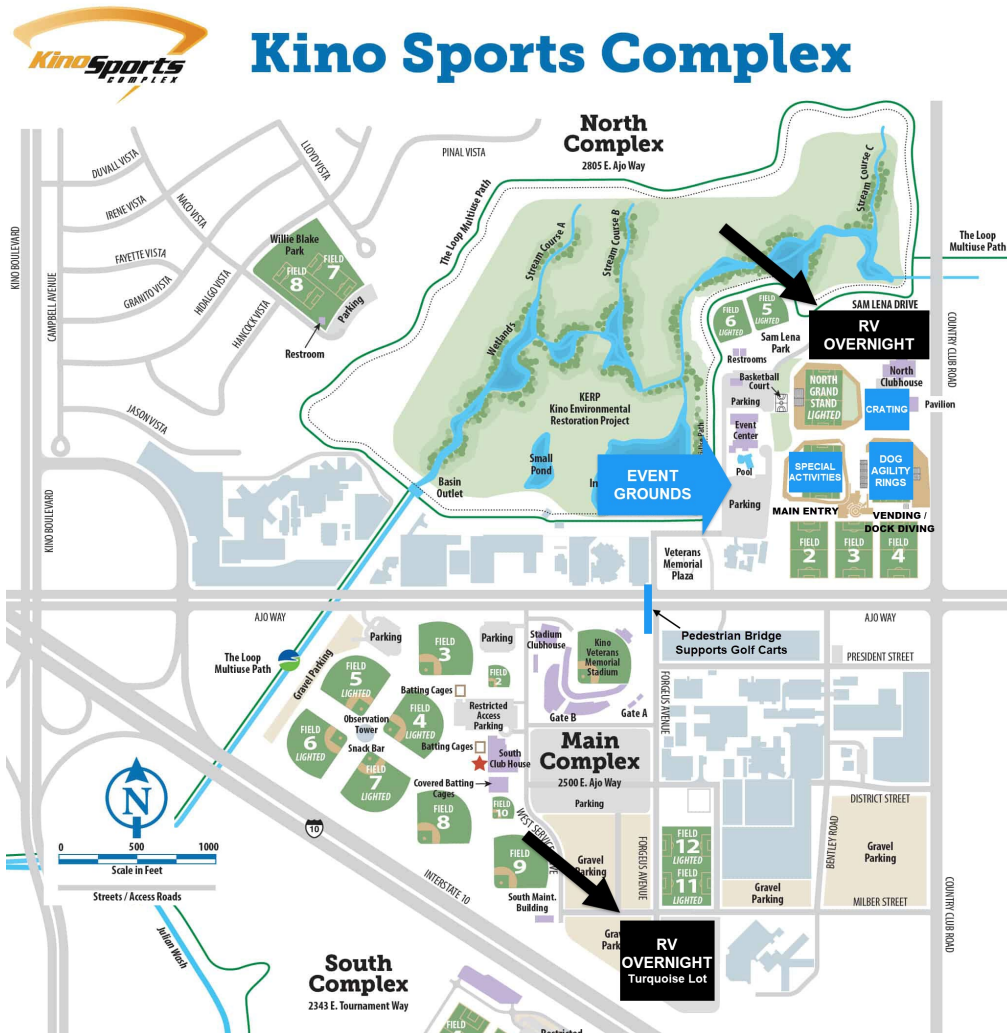 KinoSports
COMPLEX
Kino Sports Complex
North
Complex
2805 E. Ajo Way
PINAL VISTA
LLOYD VISTA
DUVALL VISTA
NACO VISTA
IRENE VISTA
FAYETTE VISTA
GRANITO VISTA
HIDALGO VISTA
HANCOCK VISTA
JASON VISTA
KINO BOULEVARD
CAMPBELL AVENUE
KINO BOULEVARD
Willie Blake
Park
FIELD
7
FIELD
8
Parking
Restroom
The Loop Multiuse Path
Stream Course A
Stream Course B
Stream Course C
Wetlands
The Loop
Multiuse Path
SAM LENA DRIVE
COUNTRY CLUB ROAD
RV
OVERNIGHT
FIELD
5
LIGHTED
FIELD
6
LIGHTED
Sam Lena
Park
Restrooms
Basketball
Court
Parking
NORTH
GRAND
STAND
LIGHTED
North
Clubhouse
CRATING
Pavilion
KERP
Kino Environmental
Restoration Project
Event
Center
Pool
Parking
Small
Pond
Basin
Outlet
EVENT
GROUNDS
SPECIAL
ACTIVITIES
DOG
AGILITY
RINGS
MAIN ENTRY
VENDING /
DOCK DIVING
FIELD
2
FIELD
3
FIELD
4
Veterans
Memorial
Plaza
AJO WAY
AJO WAY
Pedestrian Bridge
Supports Golf Carts
PRESIDENT STREET
The Loop
Multiuse Path
Gravel Parking
Parking
FIELD
3
Parking
Stadium
Clubhouse
Kino
Veterans
Memorial
Stadium
FIELD
2
FIELD
5
LIGHTED
Batting Cages
FIELD
4
LIGHTED
Restricted
Access
Parking
Gate B
Gate A
FORGEUS AVENUE
Observation
Tower
FIELD
6
LIGHTED
Snack Bar
Batting Cages
South
Club House
Main
Complex
2500 E. Ajo Way
FIELD
7
LIGHTED
Covered Batting
Cages
Parking
FIELD
8
FIELD
10
WEST SERVICE
DISTRICT STREET
BENTLEY ROAD
N
10
0
500
1000
Scale in Feet
Streets / Access Roads
INTERSTATE 10
FIELD
9
Gravel
Parking
FORGEUS AVENUE
FIELD
12
LIGHTED
FIELD
11
LIGHTED
Gravel
Parking
Gravel
Parking
South Maint.
Building
MILBER STREET
COUNTRY CLUB ROAD
RV
OVERNIGHT
Turquoise Lot
Julian Wash
South
Complex
2343 E. Tournament Way
FIELD